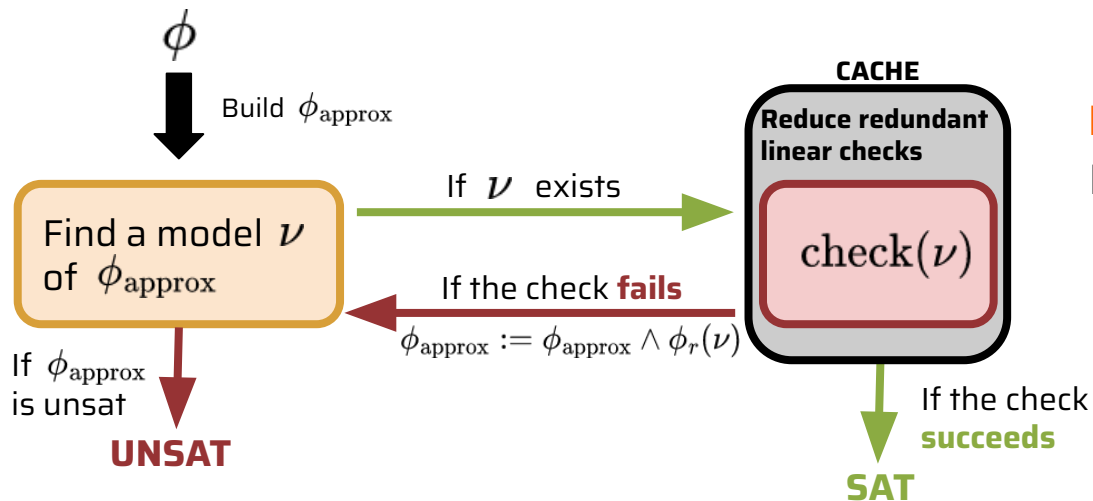 ϕ
Build ϕ_approx
CACHE
Reduce redundant
linear checks
If ν exists
Find a model ν
of ϕ_approx
check(ν)
If the check fails
ϕ_approx := ϕ_approx ∧ ϕ_r(ν)
If ϕ_approx
is unsat
UNSAT
If the check
succeeds
SAT